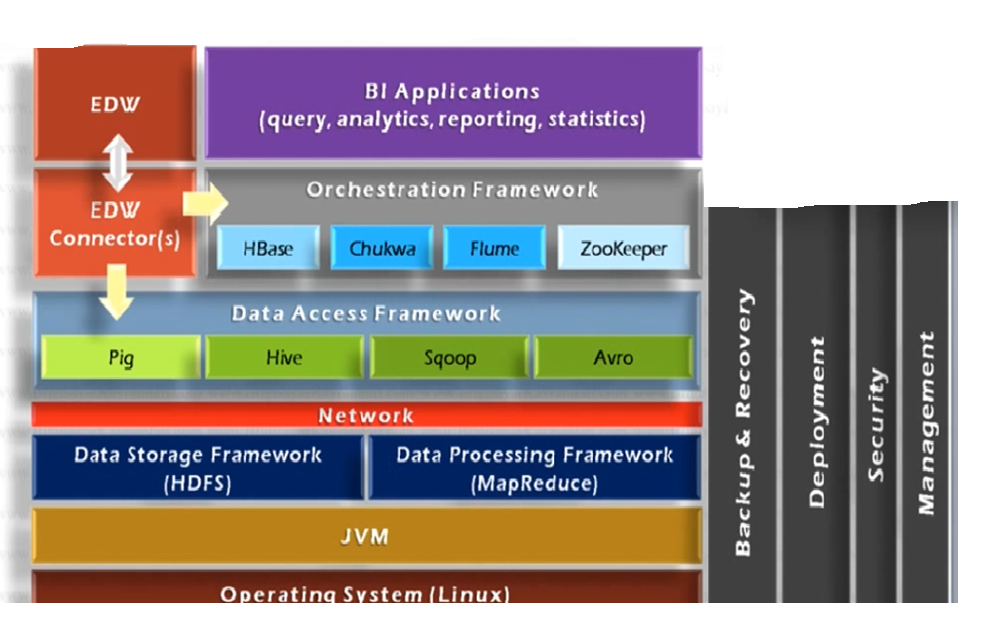 EDW
BI Applications
(query, analytics, reporting, statistics)
EDW
Connector(s)
Orchestration Framework
HBase
Chukwa
Flume
ZooKeeper
Data Access Framework
Pig
Hive
Sqoop
Avro
Network
Data Storage Framework
(HDFS)
Data Processing Framework
(MapReduce)
JVM
Operating System (Linux)
Backup & Recovery
Deployment
Security
Management